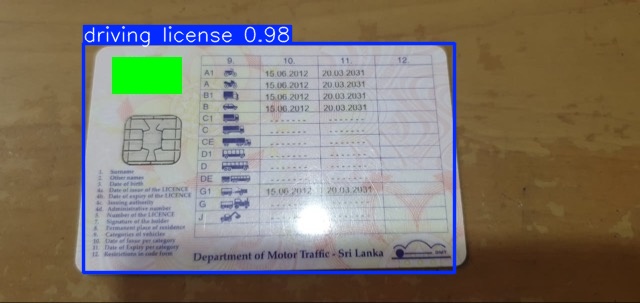 driving license 0.98
9. 10. 11. 12.
A1 15.06.2012 20.03.2031
A 15.06.2012 20.03.2031
B1 15.06.2012 20.03.2031
B 15.06.2012 20.03.2031
C1
C
CE
D1
D
DE
G1 15.06.2012 20.03.2031
G
J
1. Surname
2. Other names
3. Date of birth
4a. Date of issue of the LICENCE
4b. Date of expiry of the LICENCE
4c. Issuing authority
4d. Administrative number
5. Number of the LICENCE
7. Signature of the holder
8. Permanent place of residence
9. Categories of vehicles
10. Date of Issue per category
11. Date of Expiry per category
12. Restrictions in code form
Department of Motor Traffic - Sri Lanka